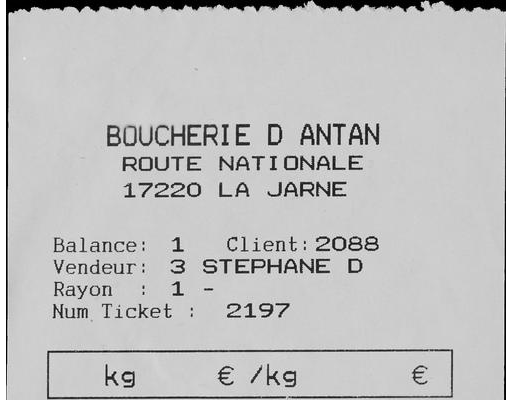 BOUCHERIE D ANTAN
ROUTE NATIONALE
17220 LA JARNE
Balance: 1 Client: 2088
Vendeur: 3 STEPHANE D
Rayon : 1 -
Num Ticket : 2197
kg € /kg €